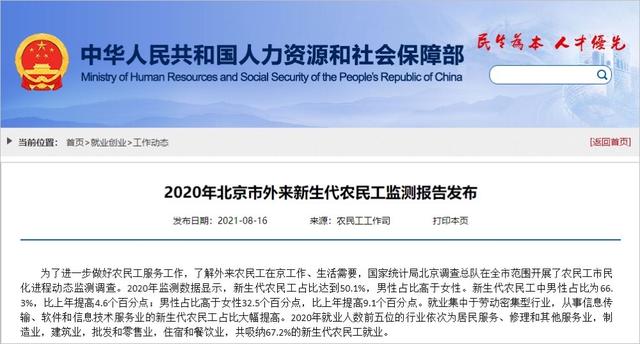 民生为本 人才優先
中华人民共和国人力资源和社会保障部
Ministry of Human Resources and Social Security of the People's Republic of China
当前位置： 首页>就业创业>工作动态 [返回首页]
2020年北京市外来新生代农民工监测报告发布
发布日期：2021-08-16 来源：农民工工作司 打印本页
为了进一步做好农民工服务工作，了解外来农民工在京工作、生活需要，国家统计局北京调查总队在全市范围开展了农民工市民
化进程动态监测调查。2020年监测数据显示，新生代农民工占比达到50.1%，男性占比高于女性。新生代农民工中男性占比为66.
3%，比上年提高4.6个百分点；男性占比高于女性32.5个百分点，比上年提高9.1个百分点。就业集中于劳动密集型行业，从事信息传
输、软件和信息技术服务业的新生代农民工占比大幅提高。2020年就业人数前五位的行业依次为居民服务、修理和其他服务业，制
造业，建筑业，批发和零售业，住宿和餐饮业，共吸纳67.2%的新生代农民工就业。